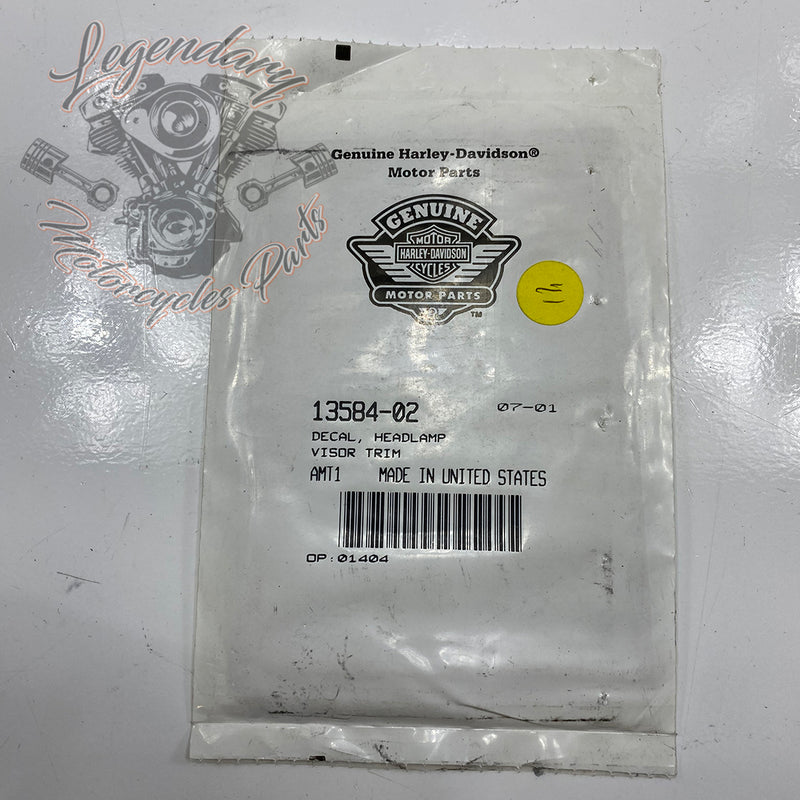 Legendary
Motorcycles Parts
Genuine Harley-Davidson®
Motor Parts
GENUINE
MOTOR
HARLEY-DAVIDSON
CYCLES
MOTOR PARTS
TM
13584-02 07-01
DECAL, HEADLAMP
VISOR TRIM
AMT1 MADE IN UNITED STATES
OP:01404